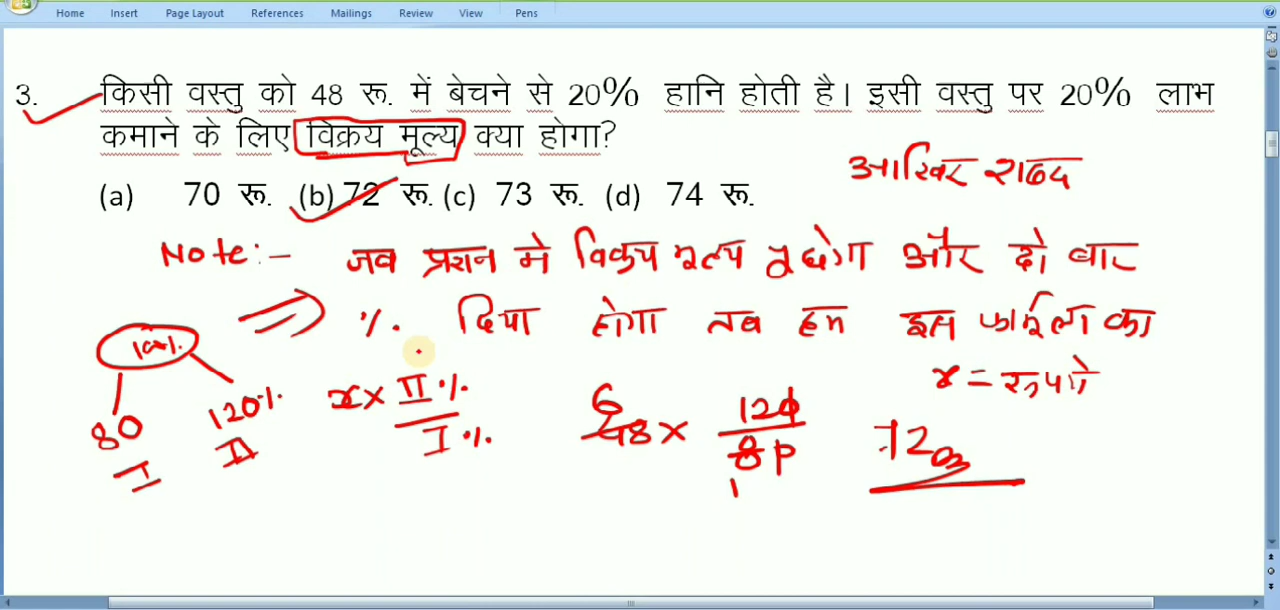 Home Insert Page Layout References Mailings Review View Pens
3. किसी वस्तु को 48 रू. में बेचने से 20% हानि होती है। इसी वस्तु पर 20% लाभ
कमाने के लिए विक्रय मूल्य क्या होगा?
आखिर शब्द
(a) 70 रू. (b) 72 रू. (c) 73 रू. (d) 74 रू.
Note:- जब प्रशन मे विक्रय मूल्य पूछेगा और दो बार
% दिया होगा तब हम इस फार्मूला का
100%
x = रूपये
80 120% x × II% / I% 6 48 × 120 / 80 72
I II 1